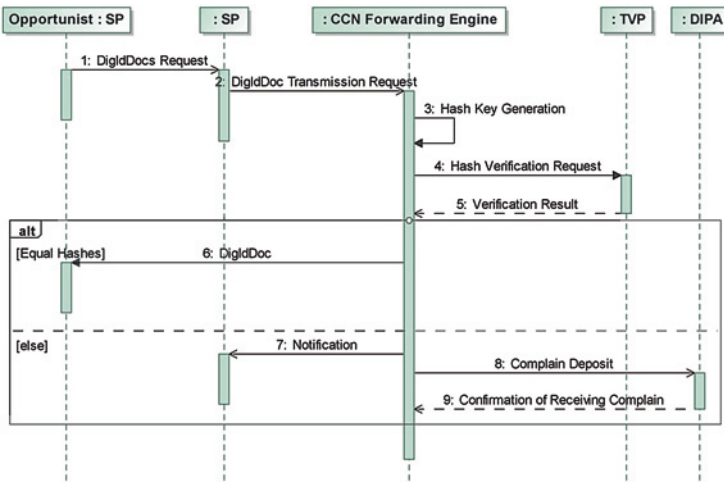 Opportunist : SP
: SP
: CCN Forwarding Engine
: TVP
: DIPA
1: DigIdDocs Request
2: DigIdDoc Transmission Request
3: Hash Key Generation
4: Hash Verification Request
5: Verification Result
alt
[Equal Hashes]
6: DigIdDoc
[else]
7: Notification
8: Complain Deposit
9: Confirmation of Receiving Complain